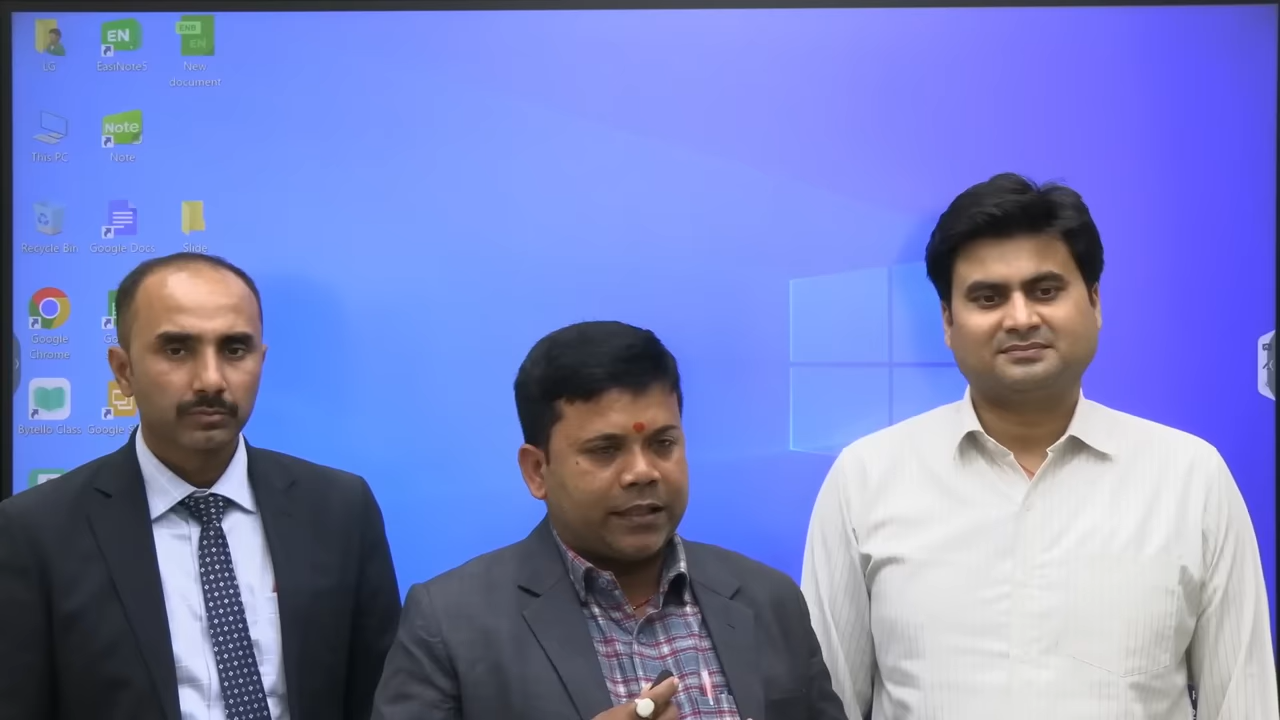 LG
EN
EasiNote5
ENB
EN
New
document
This PC
Note
Note
Recycle Bin
Google Docs
Slide
Google
Chrome
Bytello Class
Google